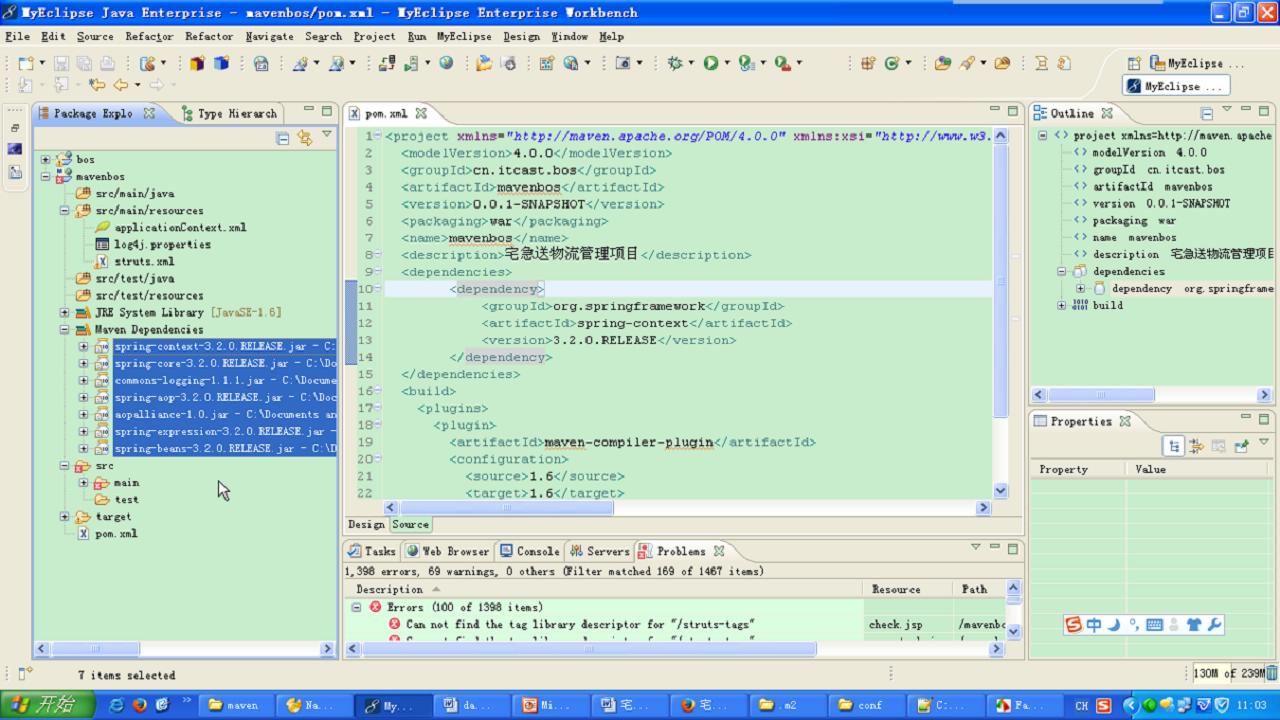 MyEclipse Java Enterprise - mavenbos/pom.xml - MyEclipse Enterprise Workbench
File Edit Source Refactor Refactor Navigate Search Project Run MyEclipse Design Window Help
MyEclipse ...
MyEclipse ...
Package Explo
Type Hierarch
bos
mavenbos
src/main/java
src/main/resources
applicationContext.xml
log4j.properties
struts.xml
src/test/java
src/test/resources
JRE System Library [JavaSE-1.6]
Maven Dependencies
spring-context-3.2.0.RELEASE.jar - C:
spring-core-3.2.0.RELEASE.jar - C:\Do
commons-logging-1.1.1.jar - C:\Docume
spring-aop-3.2.0.RELEASE.jar - C:\Doc
aopalliance-1.0.jar - C:\Documents an
spring-expression-3.2.0.RELEASE.jar -
spring-beans-3.2.0.RELEASE.jar - C:\D
src
main
test
target
pom.xml
pom.xml
1 <project xmlns="http://maven.apache.org/POM/4.0.0" xmlns:xsi="http://www.w3.
2 <modelVersion>4.0.0</modelVersion>
3 <groupId>cn.itcast.bos</groupId>
4 <artifactId>mavenbos</artifactId>
5 <version>0.0.1-SNAPSHOT</version>
6 <packaging>war</packaging>
7 <name>mavenbos</name>
8 <description>宅急送物流管理项目</description>
9 <dependencies>
10 <dependency>
11 <groupId>org.springframework</groupId>
12 <artifactId>spring-context</artifactId>
13 <version>3.2.0.RELEASE</version>
14 </dependency>
15 </dependencies>
16 <build>
17 <plugins>
18 <plugin>
19 <artifactId>maven-compiler-plugin</artifactId>
20 <configuration>
21 <source>1.6</source>
22 <target>1.6</target>
Design Source
Outline
project xmlns=http://maven.apache
modelVersion 4.0.0
groupId cn.itcast.bos
artifactId mavenbos
version 0.0.1-SNAPSHOT
packaging war
name mavenbos
description 宅急送物流管理项目
dependencies
dependency org.springframe
build
Properties
Property Value
Tasks Web Browser Console Servers Problems
1,398 errors, 69 warnings, 0 others (Filter matched 169 of 1467 items)
Description Resource Path
Errors (100 of 1398 items)
Can not find the tag library descriptor for "/struts-tags" check.jsp /mavenbo
中
7 items selected
130M of 239M
开始 maven Na... My... da... Mi... 宅... 宅... .m2 conf C:... Fa... CH 11:03